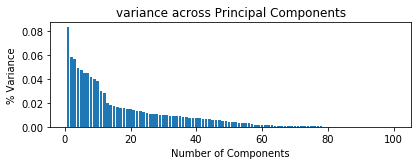 variance across Principal Components
% Variance
0.08
0.06
0.04
0.02
0.00
0 20 40 60 80 100
Number of Components